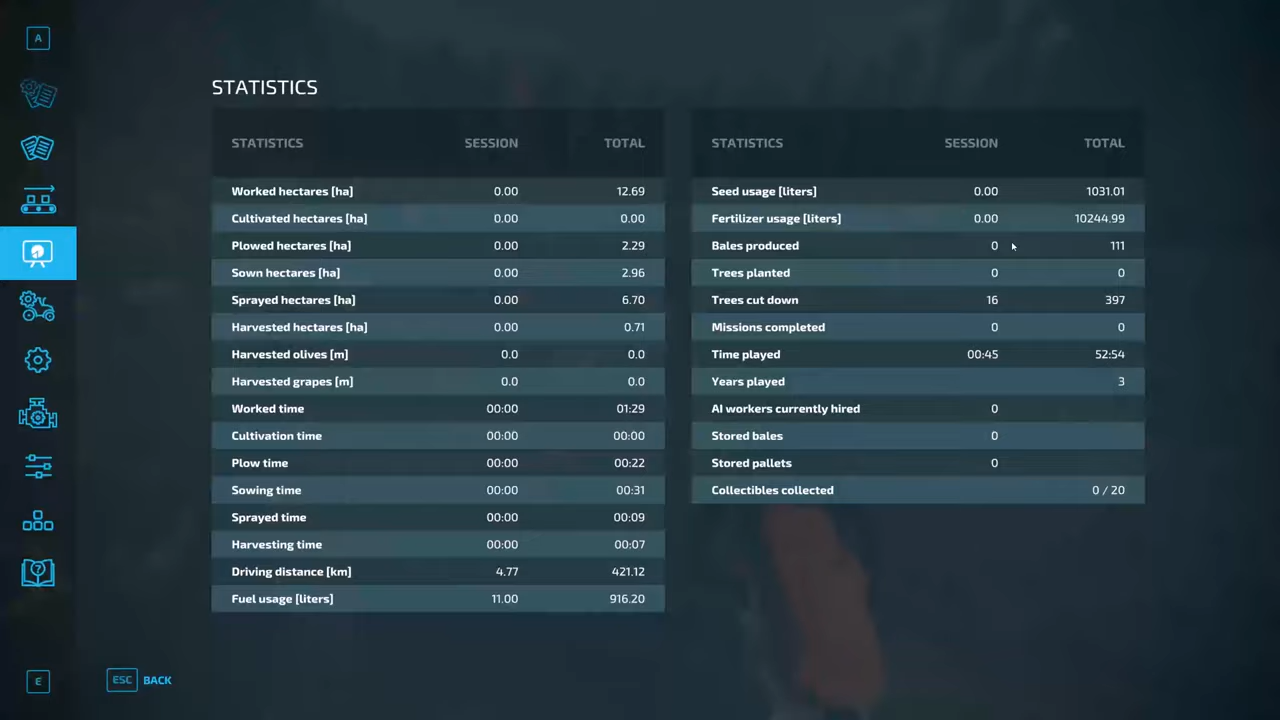 A
STATISTICS
STATISTICS SESSION TOTAL
Worked hectares [ha] 0.00 12.69
Cultivated hectares [ha] 0.00 0.00
Plowed hectares [ha] 0.00 2.29
Sown hectares [ha] 0.00 2.96
Sprayed hectares [ha] 0.00 6.70
Harvested hectares [ha] 0.00 0.71
Harvested olives [m] 0.0 0.0
Harvested grapes [m] 0.0 0.0
Worked time 00:00 01:29
Cultivation time 00:00 00:00
Plow time 00:00 00:22
Sowing time 00:00 00:31
Sprayed time 00:00 00:09
Harvesting time 00:00 00:07
Driving distance [km] 4.77 421.12
Fuel usage [liters] 11.00 916.20
STATISTICS SESSION TOTAL
Seed usage [liters] 0.00 1031.01
Fertilizer usage [liters] 0.00 10244.99
Bales produced 0 111
Trees planted 0 0
Trees cut down 16 397
Missions completed 0 0
Time played 00:45 52:54
Years played 3
AI workers currently hired 0
Stored bales 0
Stored pallets 0
Collectibles collected 0 / 20
E
ESC BACK